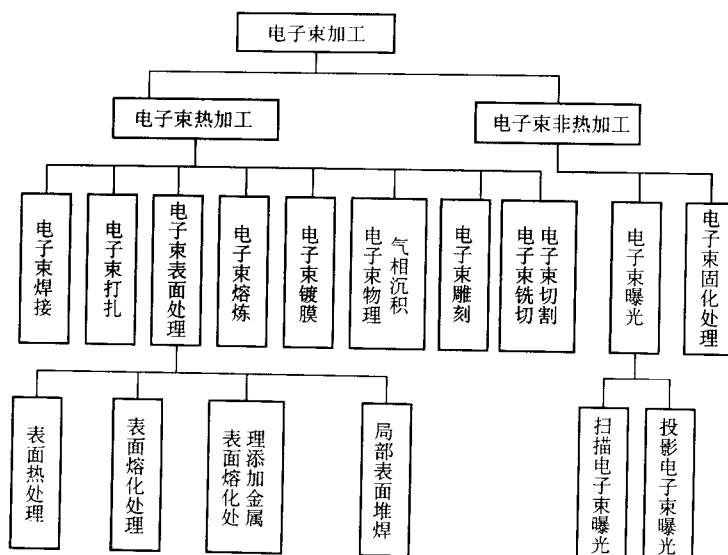 电子束加工
电子束热加工
电子束非热加工
电子束焊接
电子束打扎
电子束表面处理
电子束熔炼
电子束镀膜
电子束物理
气相沉积
电子束雕刻
电子束铣切
电子束切割
电子束曝光
电子束固化处理
表面热处理
表面熔化处理
表面熔化处
理添加金属
局部表面堆焊
扫描电子束曝光
投影电子束曝光